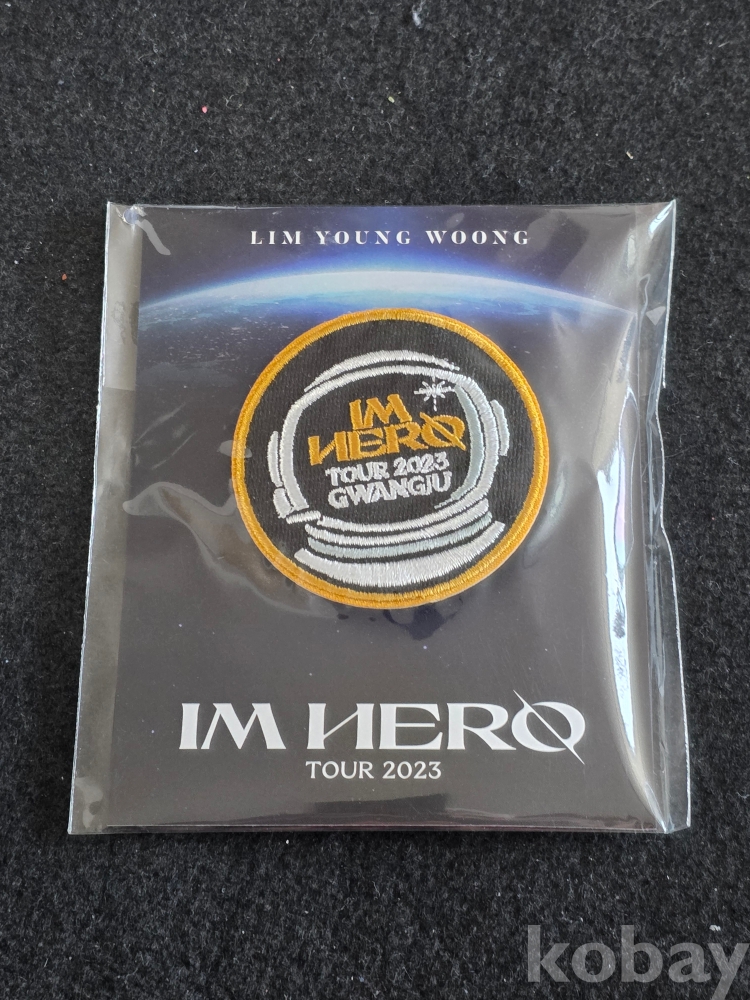 LIM YOUNG WOONG
IM
HERO
TOUR 2023
GWANGJU
IM HERO
TOUR 2023
kobay